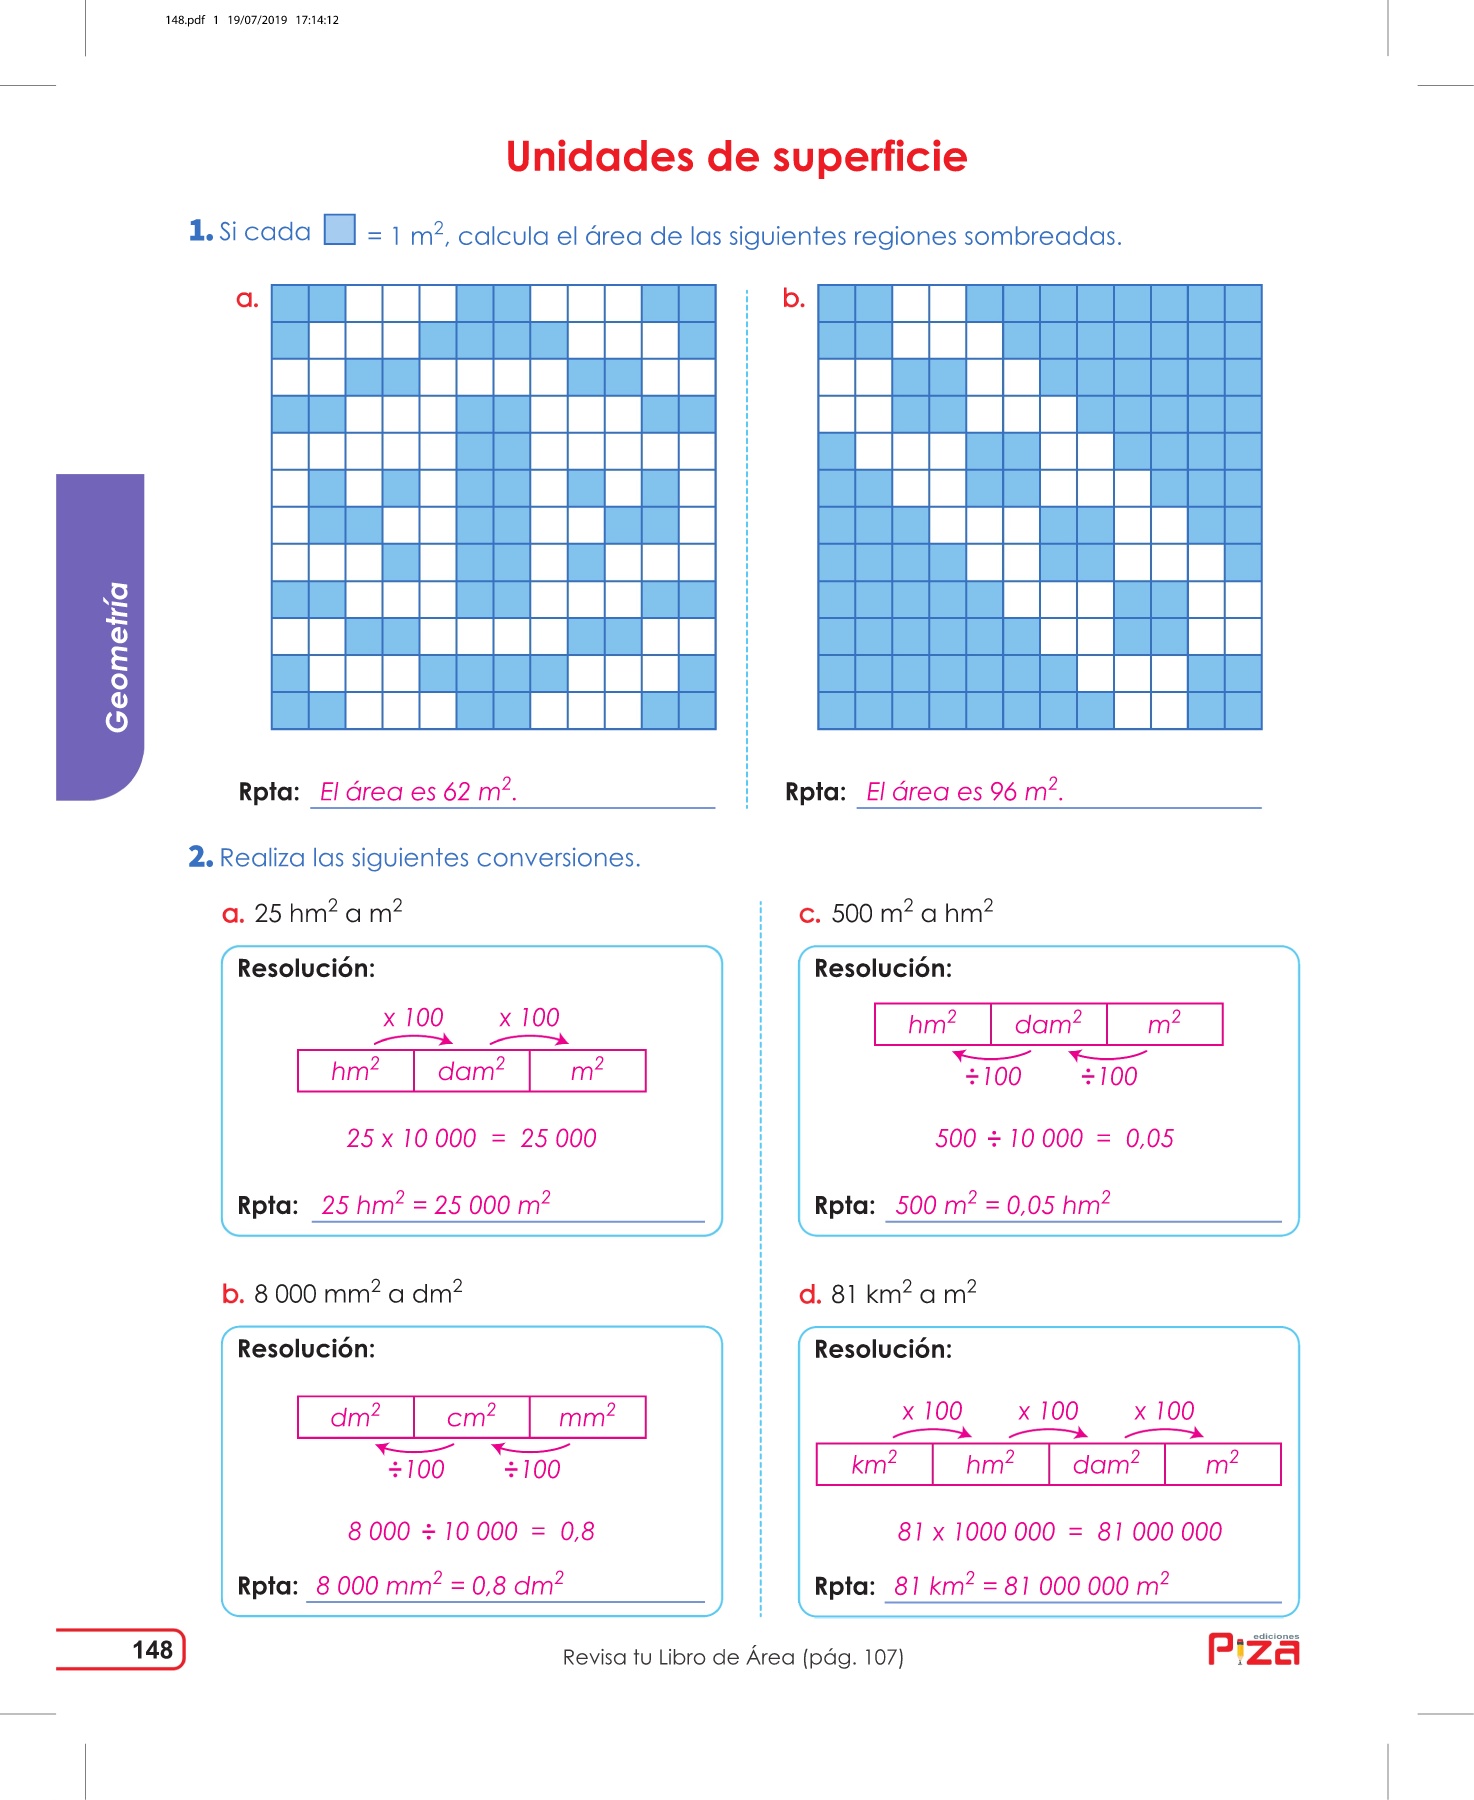 148.pdf 1 19/07/2019 17:14:12
Unidades de superficie
1. Si cada = 1 m², calcula el área de las siguientes regiones sombreadas.
a.
b.
Rpta: El área es 62 m².
Rpta: El área es 96 m².
Geometría
2. Realiza las siguientes conversiones.
a. 25 hm² a m²
Resolución:
x 100 x 100
hm² dam² m²
25 x 10 000 = 25 000
Rpta: 25 hm² = 25 000 m²
c. 500 m² a hm²
Resolución:
hm² dam² m²
÷100 ÷100
500 ÷ 10 000 = 0,05
Rpta: 500 m² = 0,05 hm²
b. 8 000 mm² a dm²
Resolución:
dm² cm² mm²
÷100 ÷100
8 000 ÷ 10 000 = 0,8
Rpta: 8 000 mm² = 0,8 dm²
d. 81 km² a m²
Resolución:
x 100 x 100 x 100
km² hm² dam² m²
81 x 1000 000 = 81 000 000
Rpta: 81 km² = 81 000 000 m²
148
Revisa tu Libro de Área (pág. 107)
ediciones
Piza